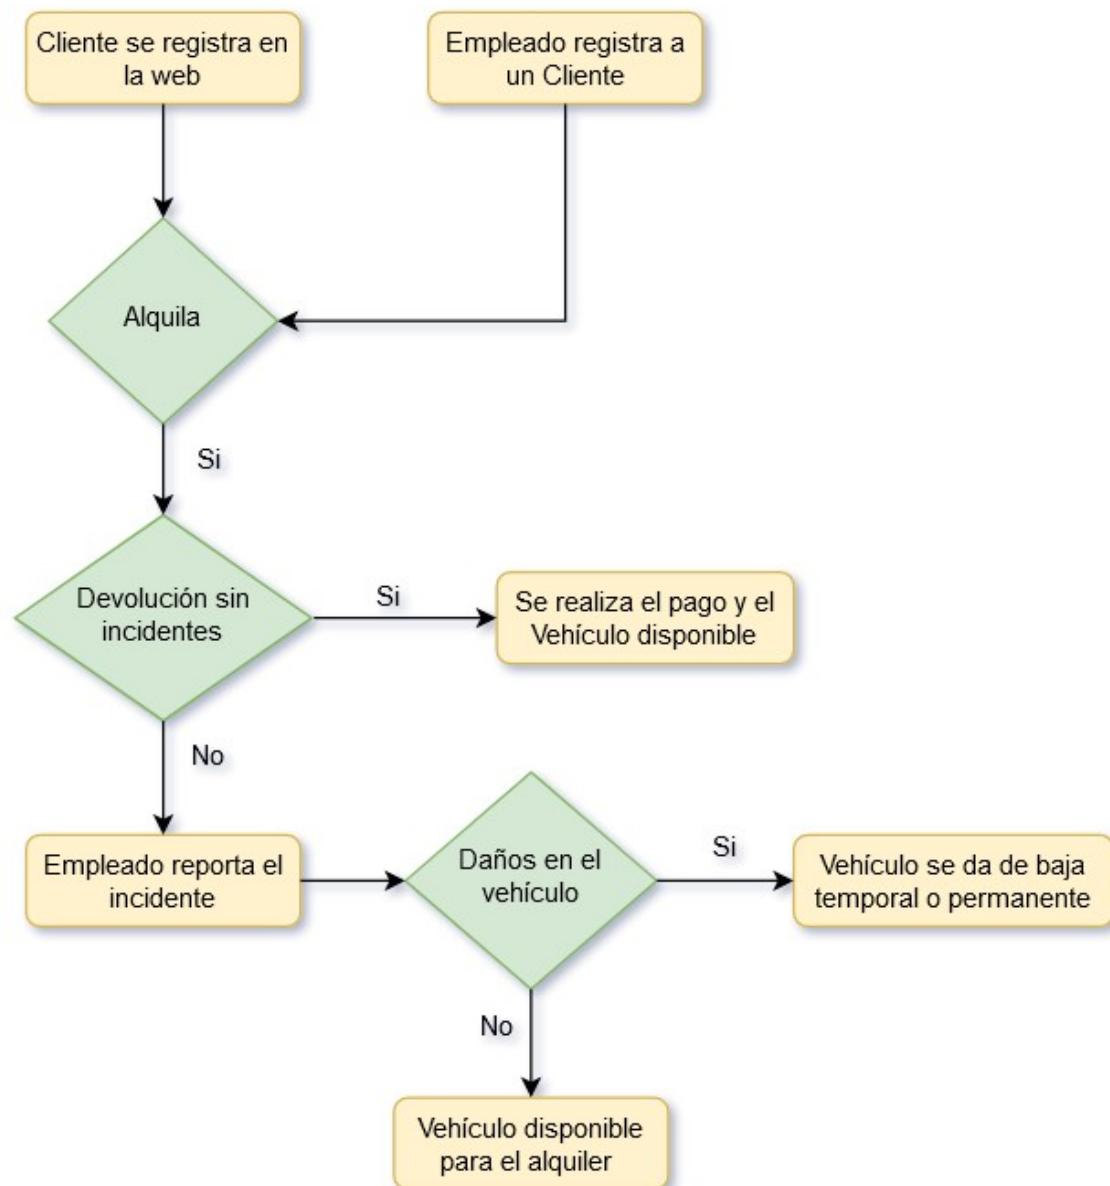 Cliente se registra en
la web
Empleado registra a
un Cliente
Alquila
Si
Devolución sin
incidentes
Si
Se realiza el pago y el
Vehículo disponible
No
Empleado reporta el
incidente
Daños en el
vehículo
Si
Vehículo se da de baja
temporal o permanente
No
Vehículo disponible
para el alquiler